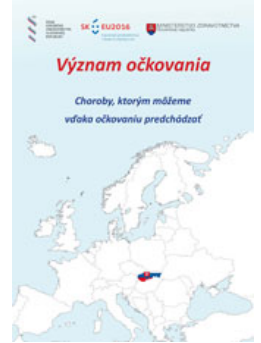 SK EU2016
MINISTERSTVO ZDRAVOTNÍCTVA
Význam očkovania
Choroby, ktorým môžeme
vďaka očkovaniu predchádzať